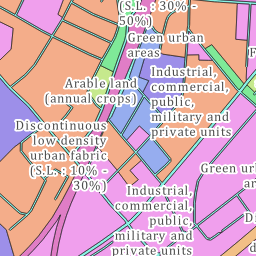 (S.L. : 30% -
50%)
Green urban
areas
Industrial,
commercial,
public,
military and
private units
Arable land
(annual crops)
Discontinuous
low density
urban fabric
(S.L. : 10% -
30%)
Green urban
Industrial,
commercial,
public,
military and
private units